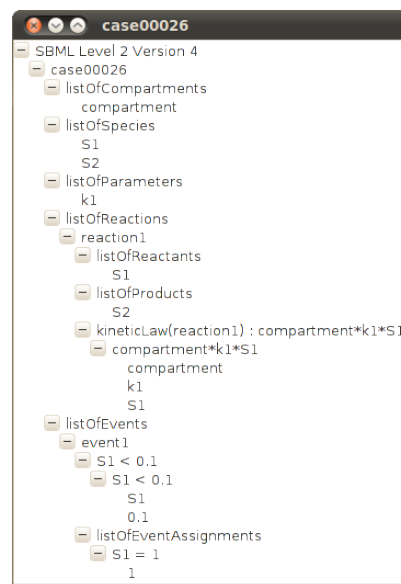 case00026
SBML Level 2 Version 4
case00026
listOfCompartments
compartment
listOfSpecies
S1
S2
listOfParameters
k1
listOfReactions
reaction1
listOfReactants
S1
listOfProducts
S2
kineticLaw(reaction1) : compartment*k1*S1
compartment*k1*S1
compartment
k1
S1
listOfEvents
event1
S1 < 0.1
S1 < 0.1
S1
0.1
listOfEventAssignments
S1 = 1
1